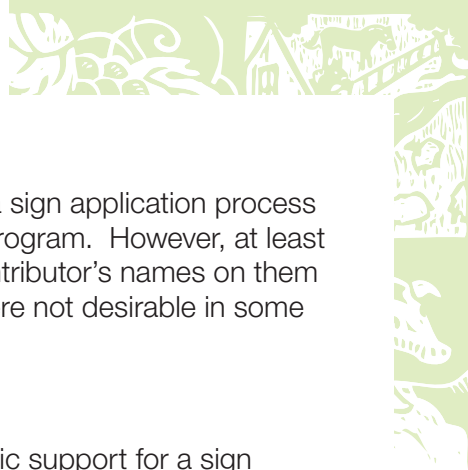 sign application process
rogram.  However, at least
ntributor's names on them
re not desirable in some
ic support for a sign